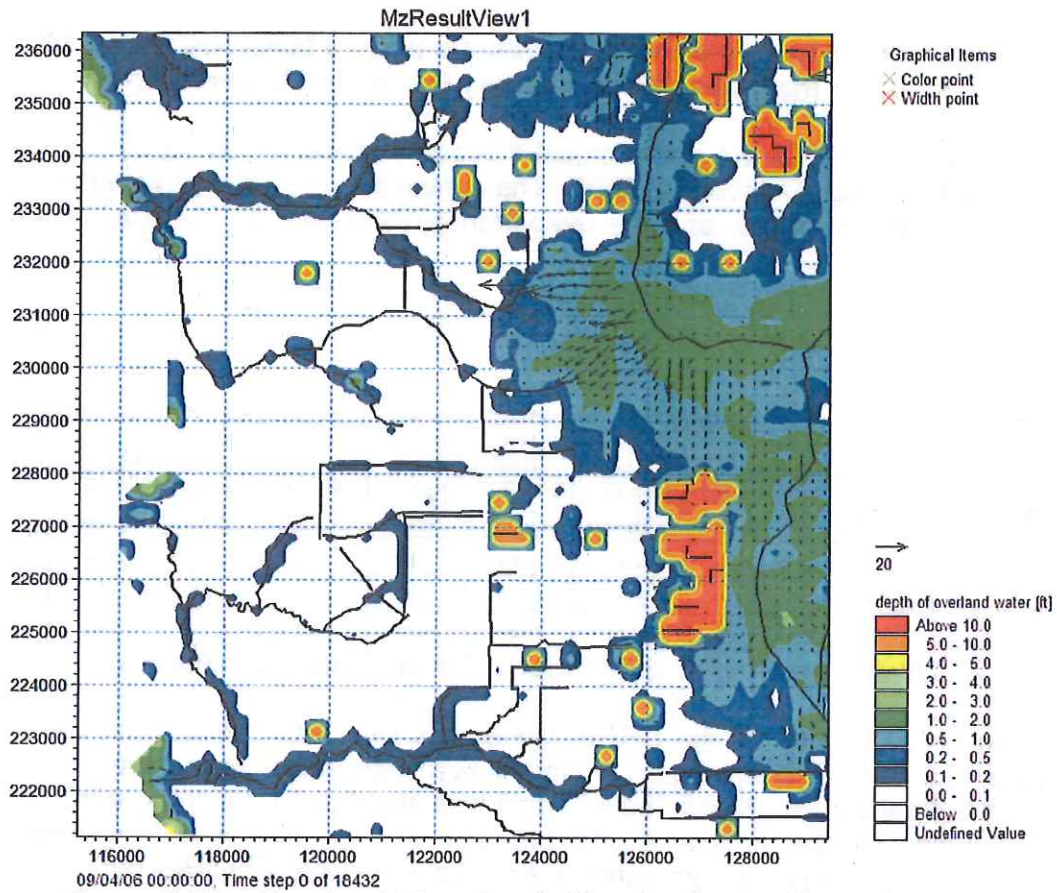 MzResultView1
236000
235000
234000
233000
232000
231000
230000
229000
228000
227000
226000
225000
224000
223000
222000
116000 118000 120000 122000 124000 126000 128000
09/04/06 00:00:00, Time step 0 of 18432
Graphical Items
Color point
Width point
20
depth of overland water [ft]
Above 10.0
5.0 - 10.0
4.0 - 5.0
3.0 - 4.0
2.0 - 3.0
1.0 - 2.0
0.5 - 1.0
0.2 - 0.5
0.1 - 0.2
0.0 - 0.1
Below 0.0
Undefined Value